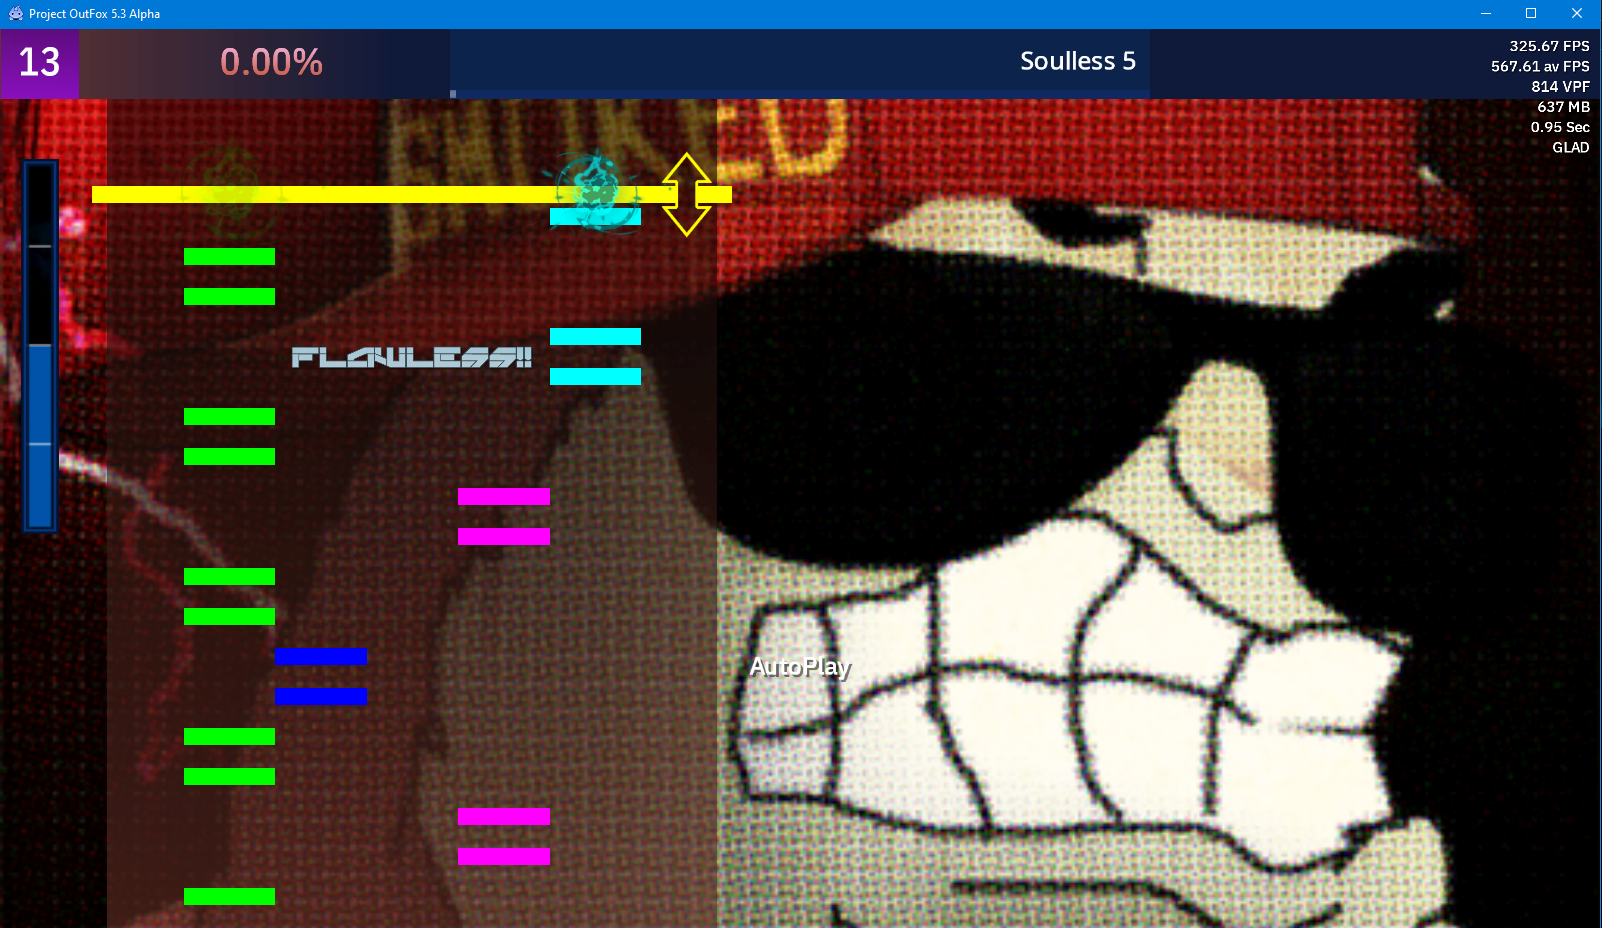 Project OutFox 5.3 Alpha
13
0.00%
Soulless 5
325.67 FPS
567.61 av FPS
814 VPF
637 MB
0.95 Sec
GLAD
FLAWLESS!!
AutoPlay